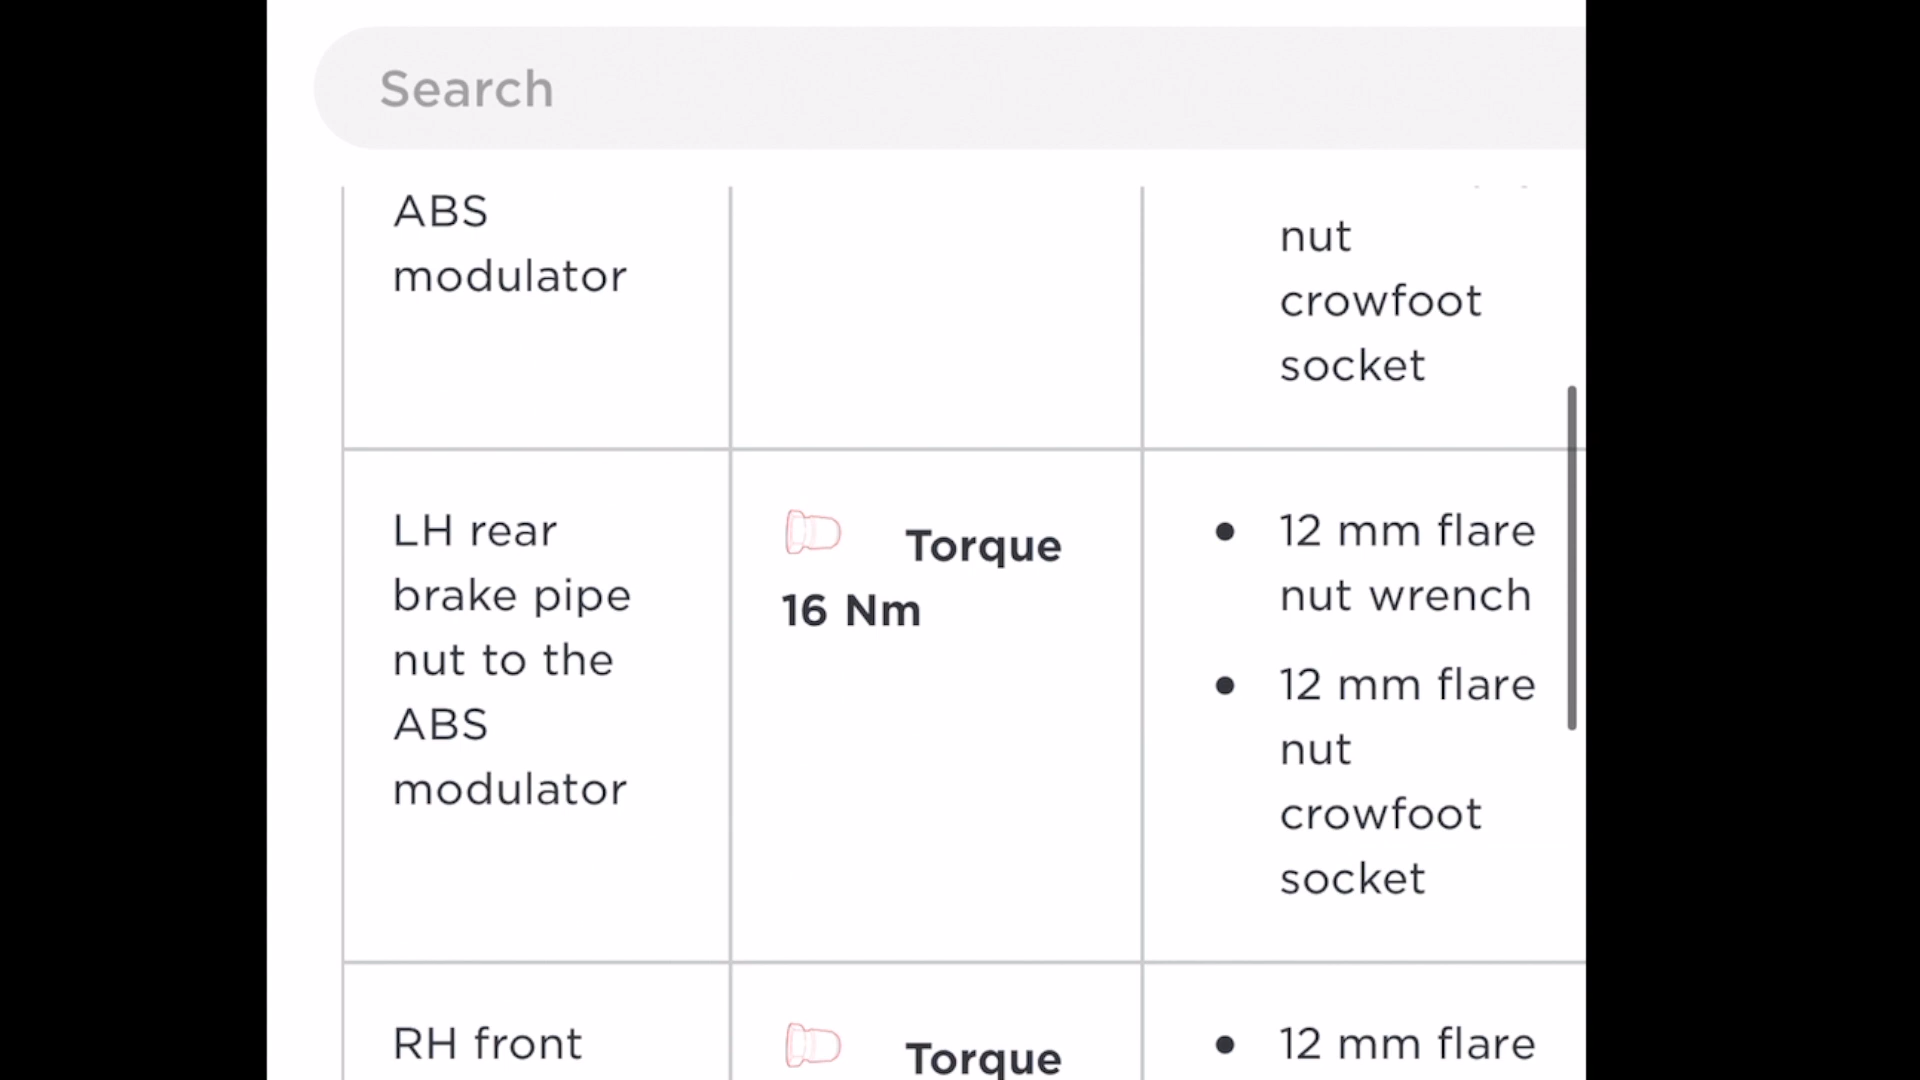 Search
ABS
modulator
nut
crowfoot
socket
LH rear
brake pipe
nut to the
ABS
modulator
Torque
16 Nm
12 mm flare
nut wrench
12 mm flare
nut
crowfoot
socket
RH front
Torque
12 mm flare